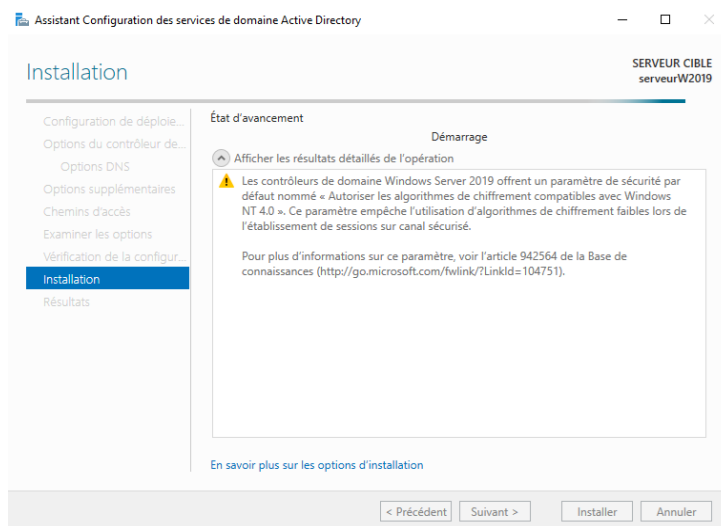 Assistant Configuration des services de domaine Active Directory
Installation
SERVEUR CIBLE
serveurW2019
Configuration de déploie...
Options du contrôleur de...
Options DNS
Options supplémentaires
Chemins d'accès
Examiner les options
Vérification de la configur...
Installation
Résultats
État d'avancement
Démarrage
Afficher les résultats détaillés de l'opération
Les contrôleurs de domaine Windows Server 2019 offrent un paramètre de sécurité par
défaut nommé « Autoriser les algorithmes de chiffrement compatibles avec Windows
NT 4.0 ». Ce paramètre empêche l'utilisation d'algorithmes de chiffrement faibles lors de
l'établissement de sessions sur canal sécurisé.
Pour plus d'informations sur ce paramètre, voir l'article 942564 de la Base de
connaissances (http://go.microsoft.com/fwlink/?LinkId=104751).
En savoir plus sur les options d'installation
< Précédent
Suivant >
Installer
Annuler